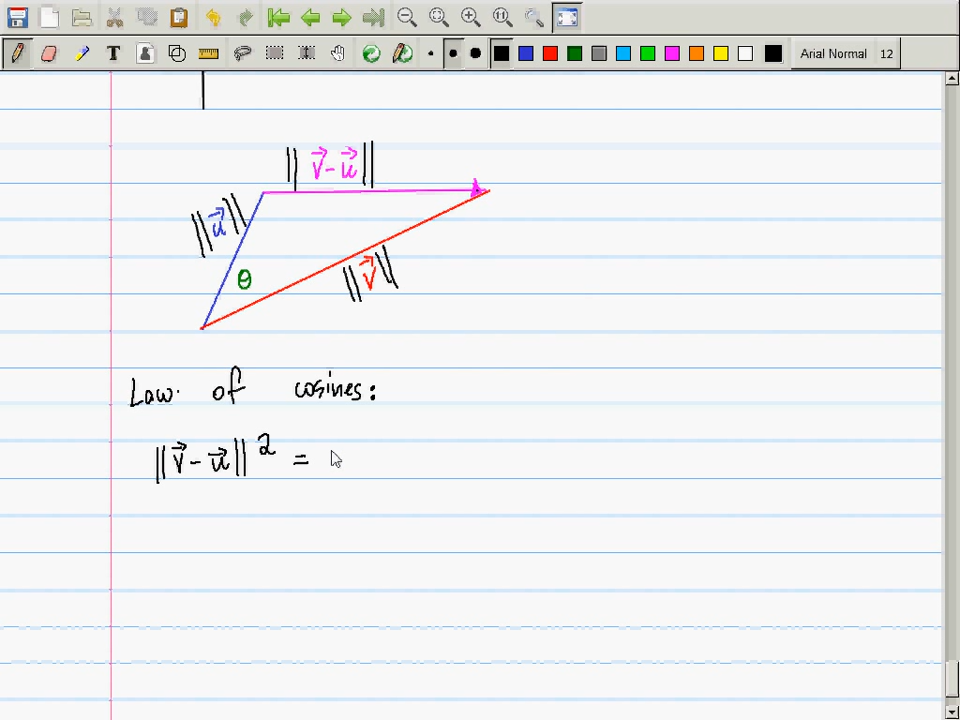 Arial Normal 12
‖v⃗-u⃗‖
‖u⃗‖
θ
‖v⃗‖
Law of cosines:
‖v⃗-u⃗‖² =